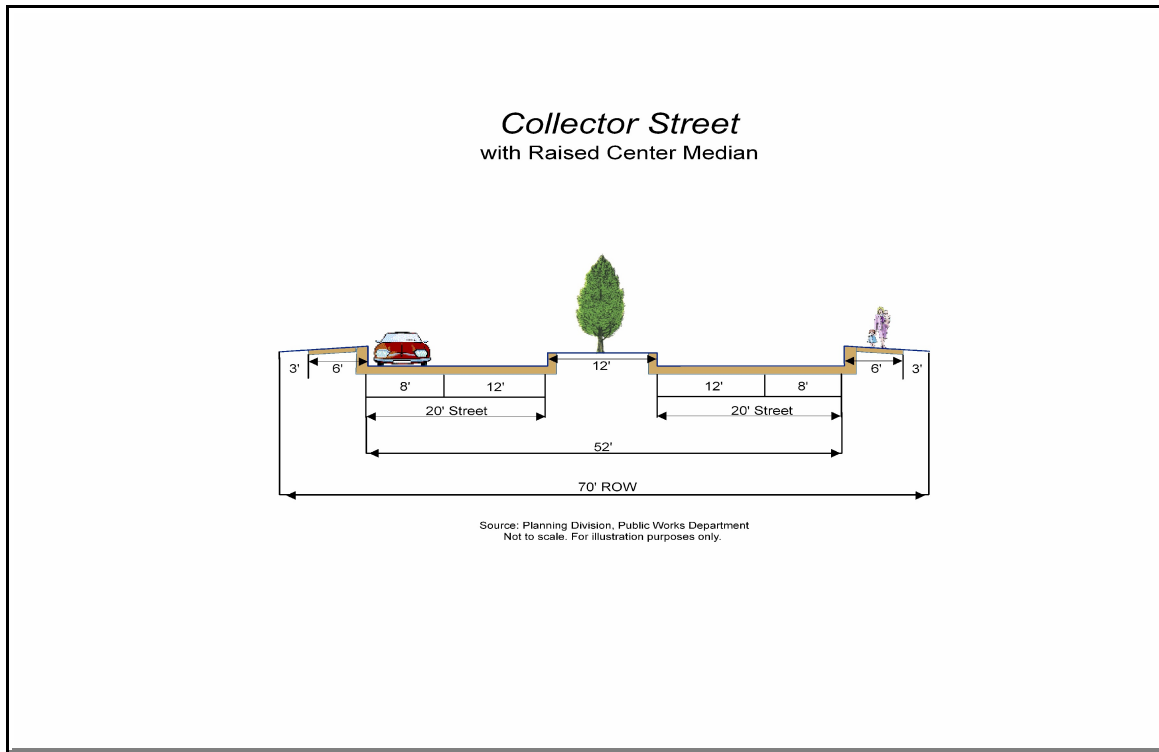 Collector Street
with Raised Center Median
12'
3'
6'
6'
3'
8'
12'
12'
8'
20' Street
20' Street
52'
70' ROW
Source: Planning Division, Public Works Department
Not to scale. For illustration purposes only.